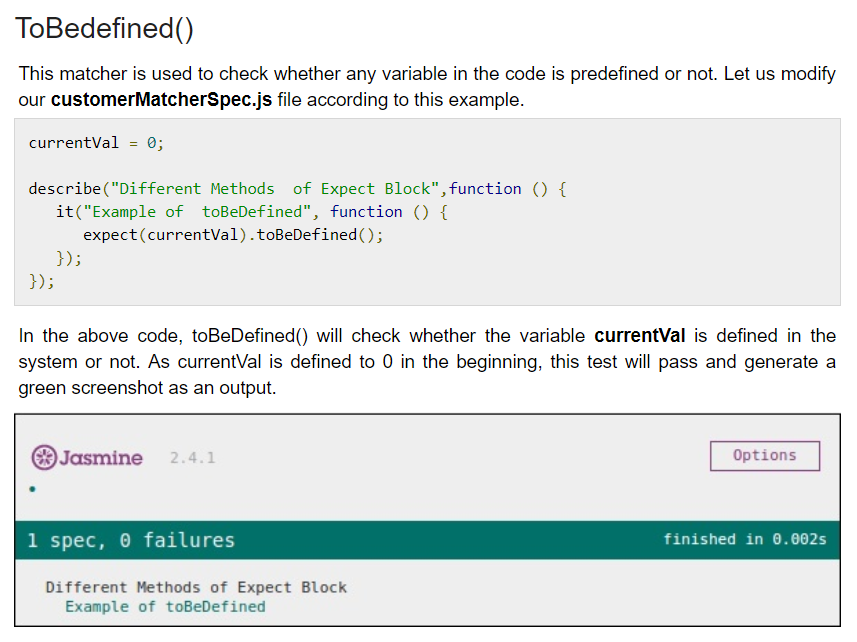 ToBedefined()
This matcher is used to check whether any variable in the code is predefined or not. Let us modify
our customerMatcherSpec.js file according to this example.
currentVal = 0;
describe("Different Methods  of Expect Block",function () {
   it("Example of  toBeDefined", function () {
      expect(currentVal).toBeDefined();
   });
});
In the above code, toBeDefined() will check whether the variable currentVal is defined in the
system or not. As currentVal is defined to 0 in the beginning, this test will pass and generate a
green screenshot as an output.
Jasmine 2.4.1 Options
1 spec, 0 failures finished in 0.002s
Different Methods of Expect Block
Example of toBeDefined